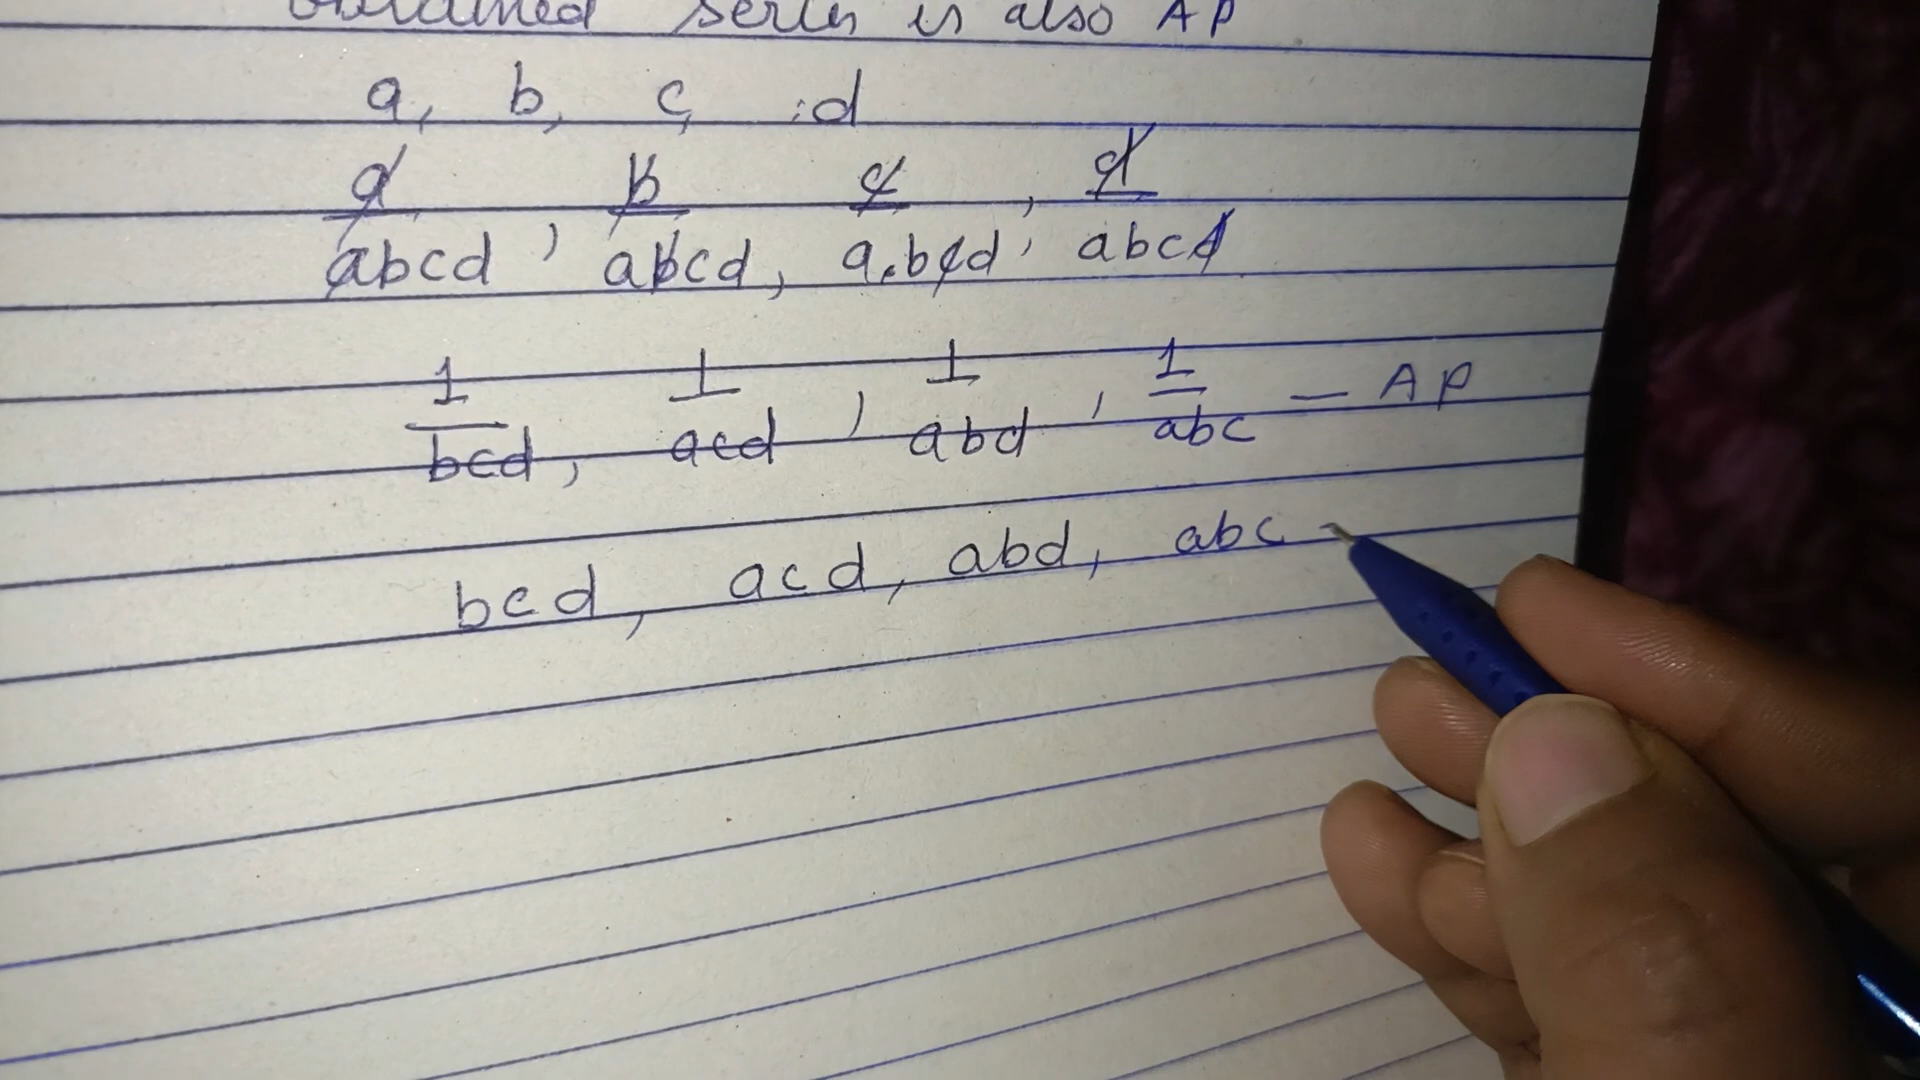 obtained series is also AP
a, b, c, d
a/abcd, b/abcd, c/abcd, d/abcd
1/bcd, 1/acd, 1/abd, 1/abc — AP
bcd, acd, abd, abc -